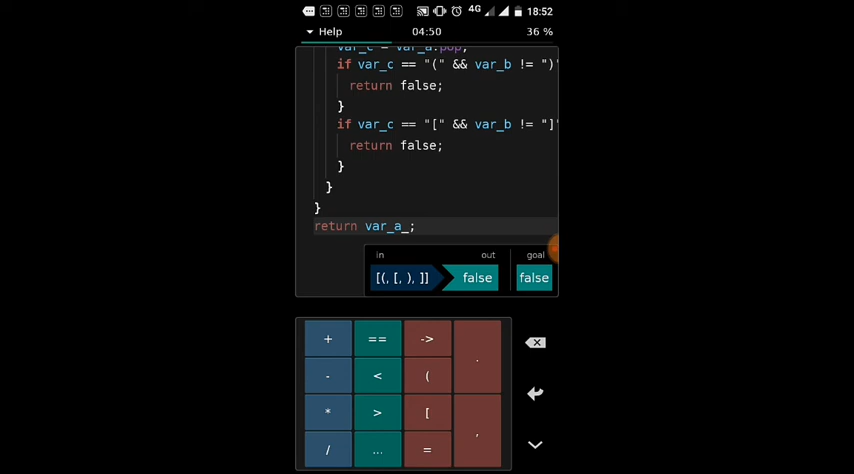 4G 18:52
Help 04:50 36 %
var_c = var_a.pop;
if var_c == "(" && var_b != ")"
return false;
}
if var_c == "[" && var_b != "]"
return false;
}
}
}
return var_a_;
in out goal
[(, [, ), ]] false false
+ == -> .
- < (
* > [ ,
/ ... =